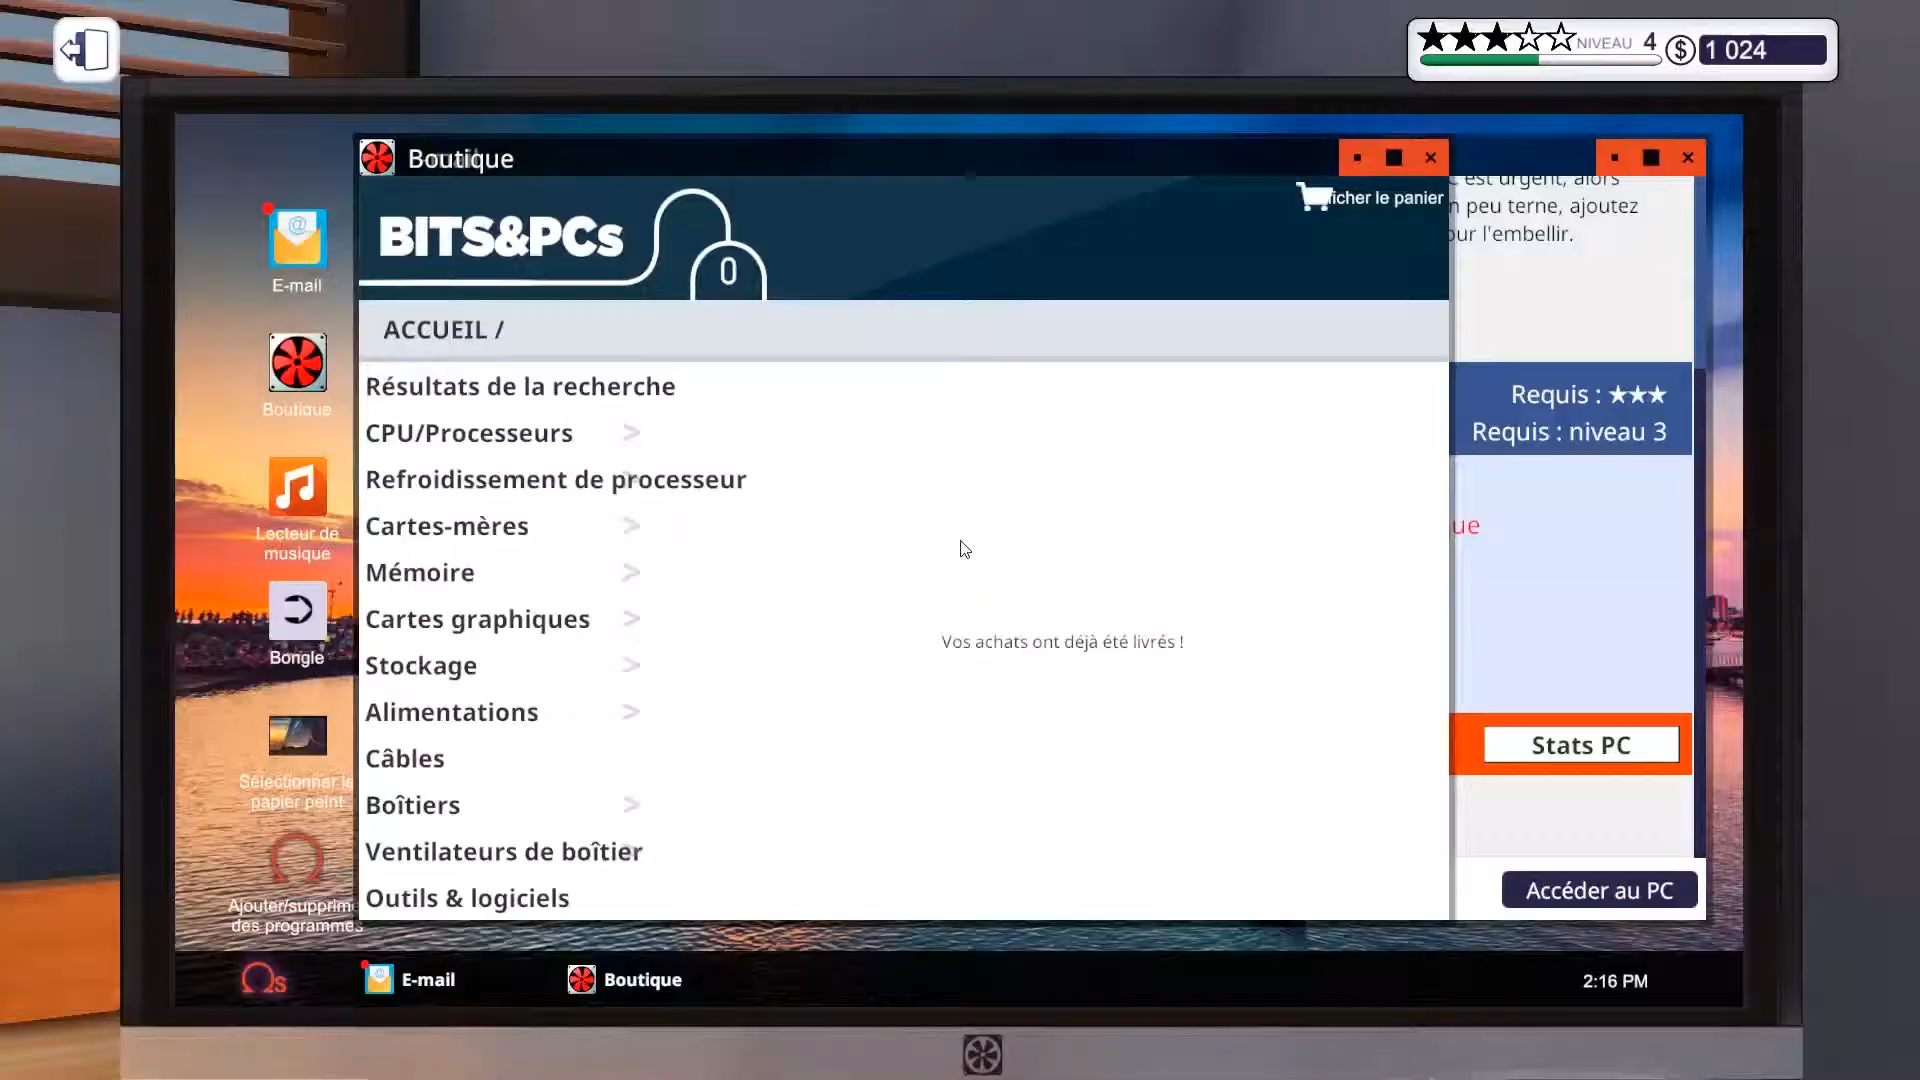 NIVEAU 4
$ 1 024
Boutique
BITS&PCs
icher le panier
est urgent, alors
n peu terne, ajoutez
our l'embellir.
ACCUEIL /
Résultats de la recherche
CPU/Processeurs >
Refroidissement de processeur
Cartes-mères >
Mémoire >
Cartes graphiques >
Stockage >
Alimentations >
Câbles
Boîtiers >
Ventilateurs de boîtier
Outils & logiciels
Vos achats ont déjà été livrés !
Requis : ★★★
Requis : niveau 3
ue
Stats PC
Accéder au PC
E-mail
Boutique
Lecteur de
musique
Bongle
Sélectionner le
papier peint
Ajouter/supprime
des programmes
Ωs
E-mail
Boutique
2:16 PM